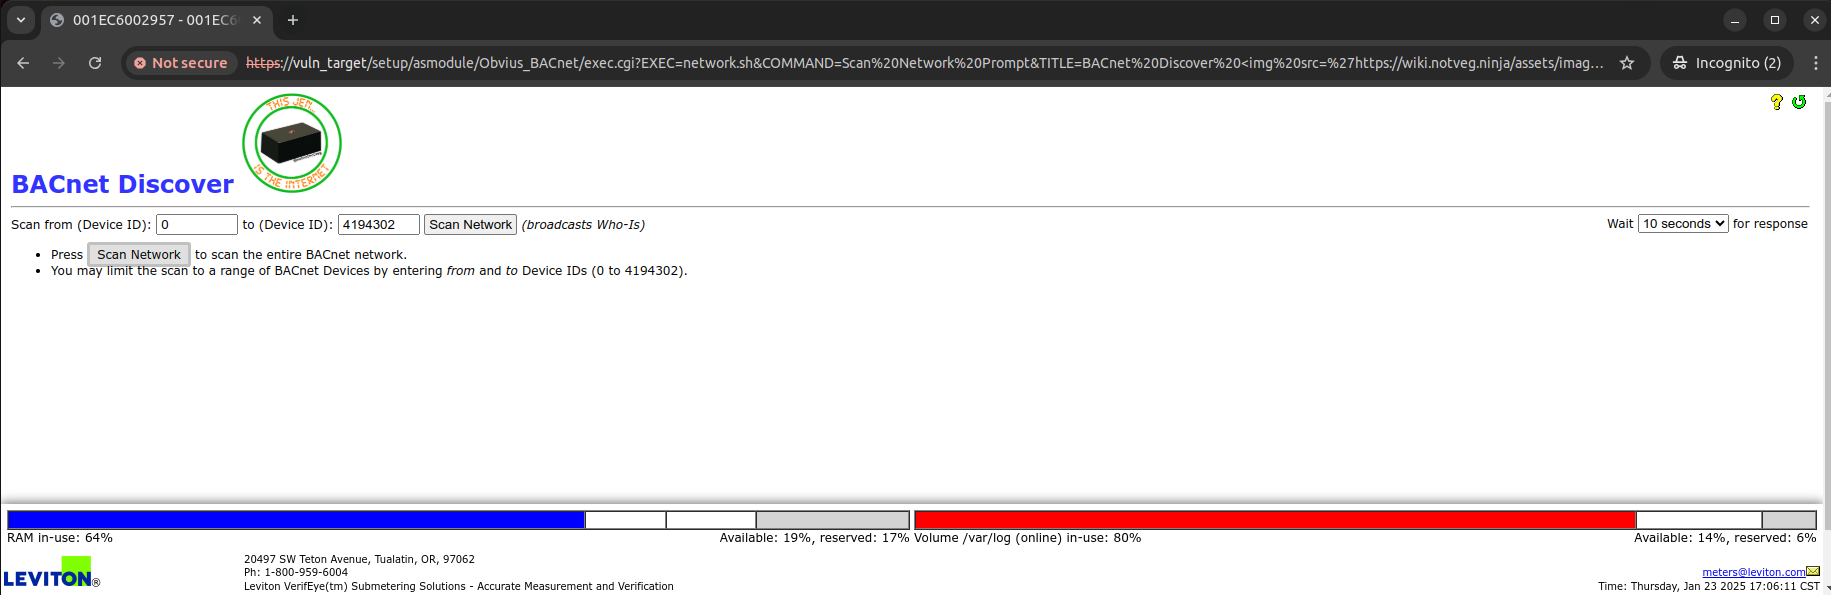 001EC6002957 - 001EC6
Not secure
https://vuln_target/setup/asmodule/Obvius_BACnet/exec.cgi?EXEC=network.sh&COMMAND=Scan%20Network%20Prompt&TITLE=BACnet%20Discover%20<img%20src=%27https://wiki.notveg.ninja/assets/imag...
Incognito (2)
THIS JEN...
IS THE INTERNET
BACnet Discover
Scan from (Device ID): 0 to (Device ID): 4194302 Scan Network (broadcasts Who-Is)
Wait 10 seconds for response
• Press Scan Network to scan the entire BACnet network.
• You may limit the scan to a range of BACnet Devices by entering from and to Device IDs (0 to 4194302).
RAM in-use: 64%
Available: 19%, reserved: 17%
Volume /var/log (online) in-use: 80%
Available: 14%, reserved: 6%
LEVITON®
20497 SW Teton Avenue, Tualatin, OR, 97062
Ph: 1-800-959-6004
Leviton VerifEye(tm) Submetering Solutions - Accurate Measurement and Verification
meters@leviton.com
Time: Thursday, Jan 23 2025 17:06:11 CST